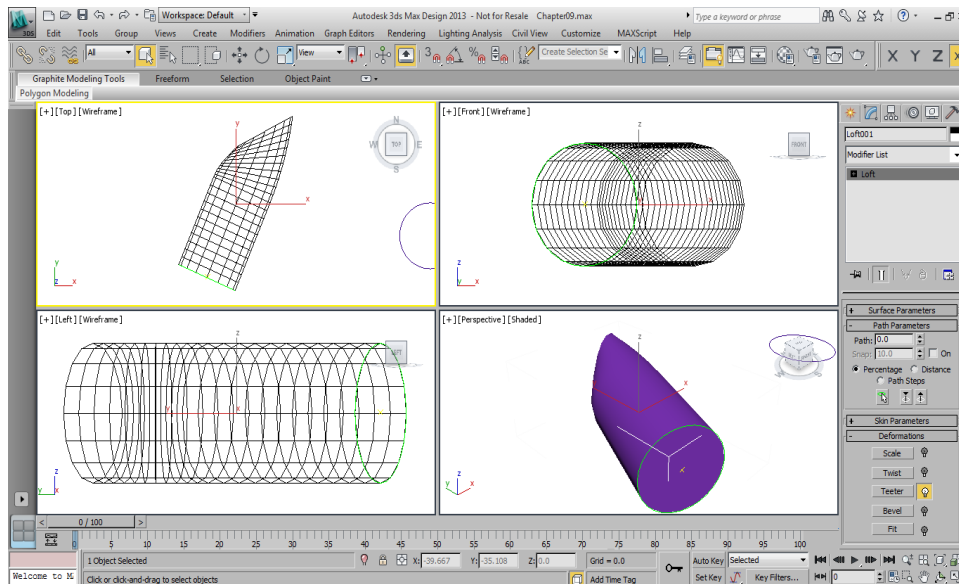 Workspace: Default
Autodesk 3ds Max Design 2013 - Not for Resale Chapter09.max
Type a keyword or phrase
3DS
Edit Tools Group Views Create Modifiers Animation Graph Editors Rendering Lighting Analysis Civil View Customize MAXScript Help
All View 3 % ABC Create Selection Se X Y Z X
Graphite Modeling Tools Freeform Selection Object Paint
Polygon Modeling
[+] [Top] [Wireframe]
N
W TOP E
S
y
x
y
z x
[+] [Front] [Wireframe]
FRONT
z
x
z
y x
[+] [Left] [Wireframe]
LEFT
z
y x
z
y x
[+] [Perspective] [Shaded]
z
x
z
y x
Loft001
Modifier List
Loft
+ Surface Parameters
- Path Parameters
Path: 0.0
Snap: 10.0 On
Percentage Distance
Path Steps
+ Skin Parameters
- Deformations
Scale
Twist
Teeter
Bevel
Fit
< 0 / 100 >
0 5 10 15 20 25 30 35 40 45 50 55 60 65 70 75 80 85 90 95 100
1 Object Selected X: -39.667 Y: -35.108 Z: 0.0 Grid = 0.0 Auto Key Selected
Welcome to M Click or click-and-drag to select objects Add Time Tag Set Key Key Filters... 0